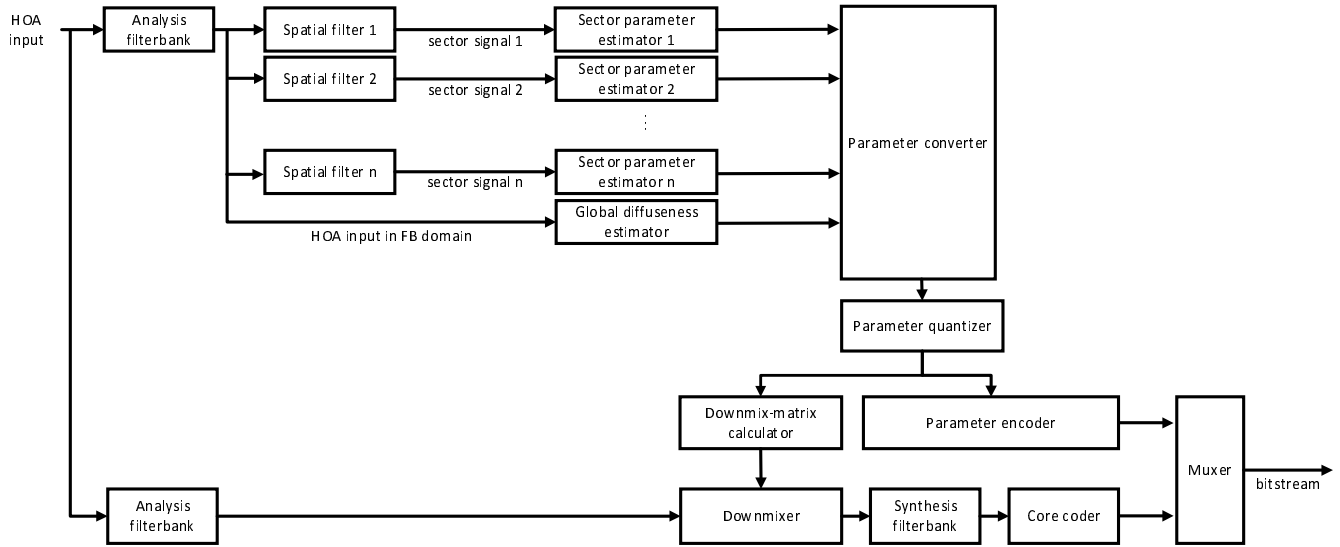 HOA
input
Analysis
filterbank
Spatial filter 1
sector signal 1
Sector parameter
estimator 1
Spatial filter 2
sector signal 2
Sector parameter
estimator 2
⋮
Parameter converter
Spatial filter n
sector signal n
Sector parameter
estimator n
HOA input in FB domain
Global diffuseness
estimator
Parameter quantizer
Downmix-matrix
calculator
Parameter encoder
Muxer
bitstream
Analysis
filterbank
Downmixer
Synthesis
filterbank
Core coder